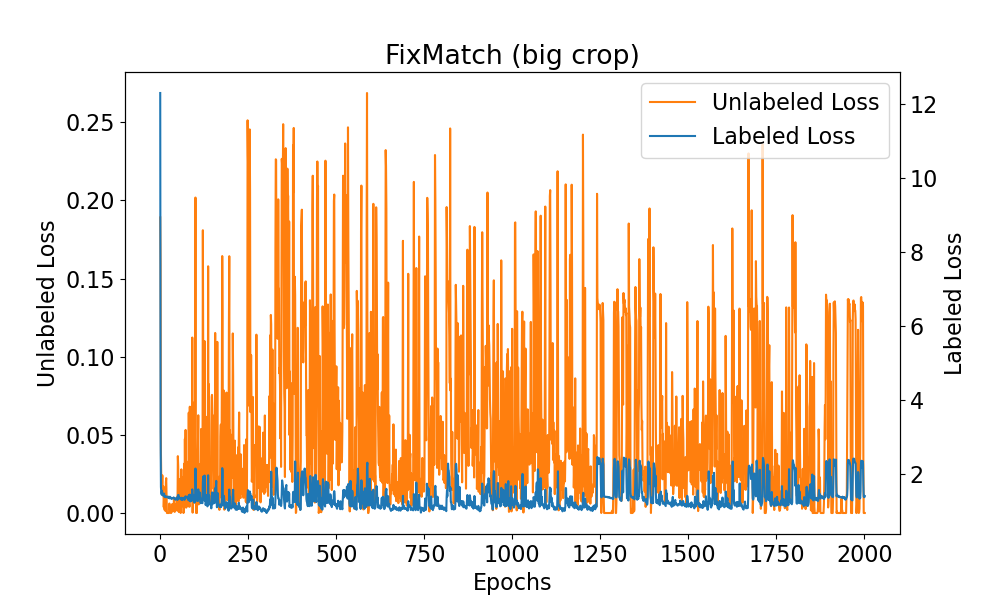 FixMatch (big crop)
Unlabeled Loss
Labeled Loss
0.25
0.20
0.15
0.10
0.05
0.00
Unlabeled Loss
12
10
8
6
4
2
Labeled Loss
0 250 500 750 1000 1250 1500 1750 2000
Epochs